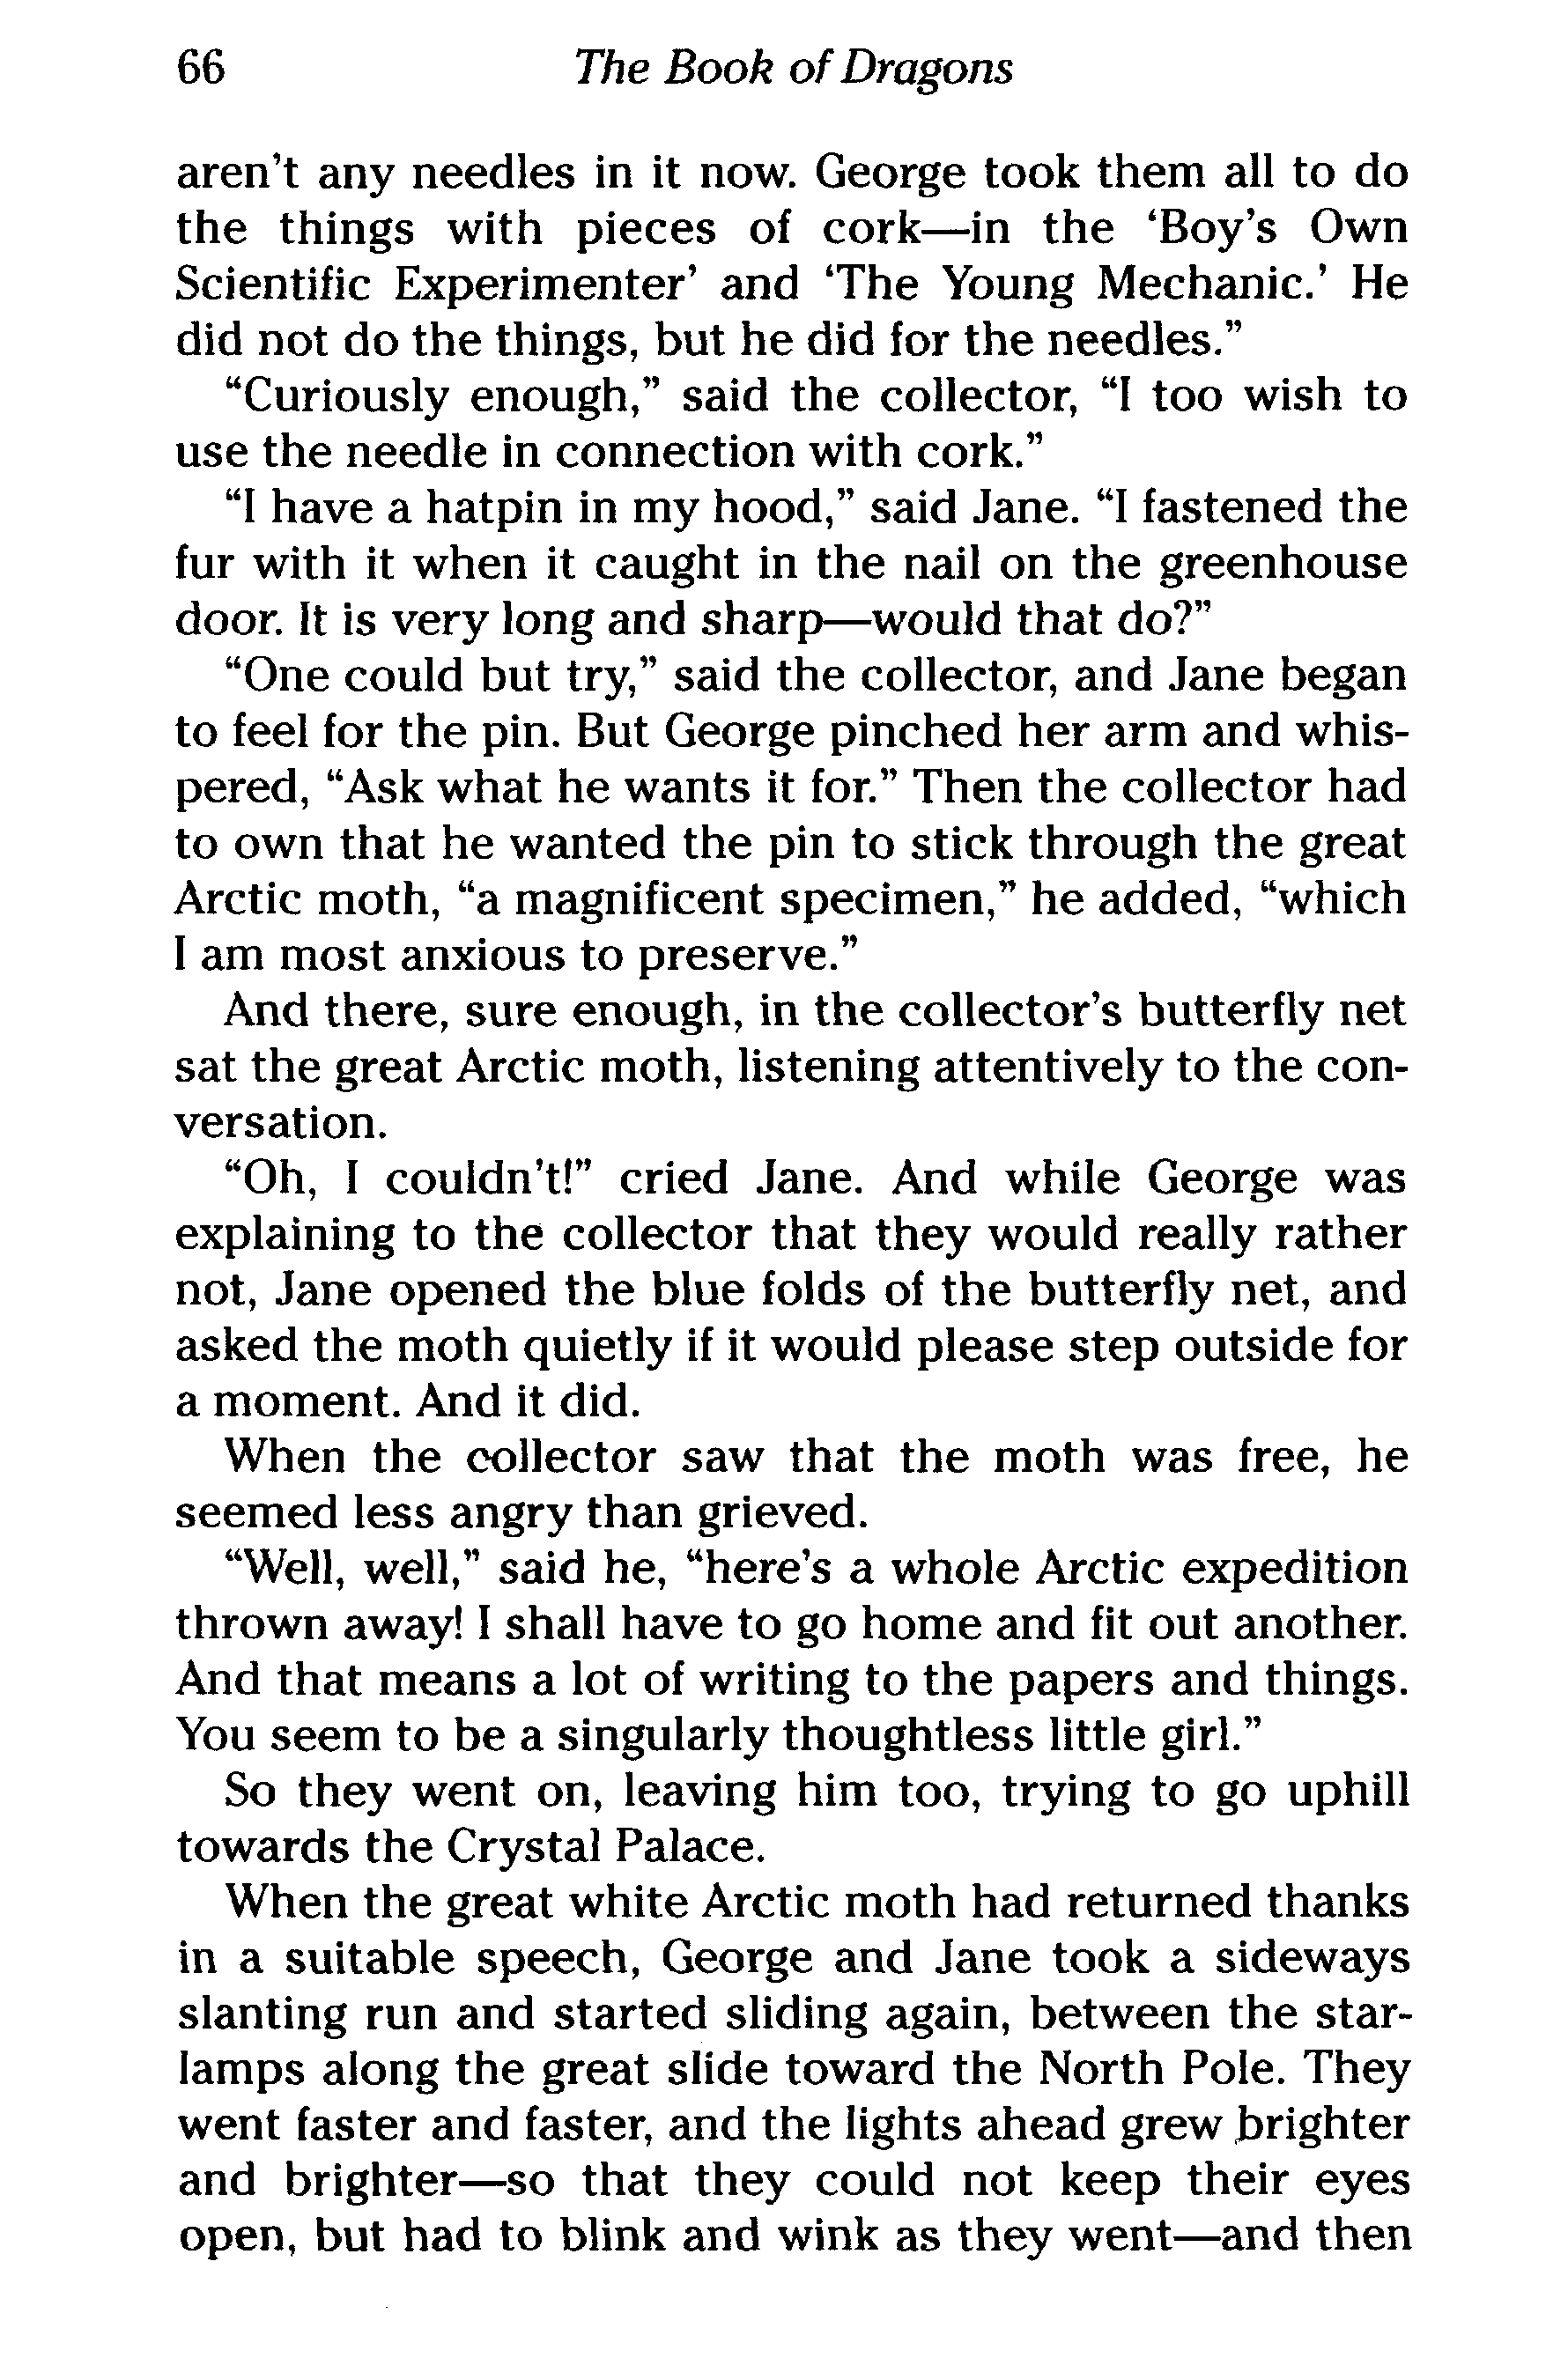 66 The Book of Dragons
aren't any needles in it now. George took them all to do
the things with pieces of cork—in the ‘Boy's Own
Scientific Experimenter’ and ‘The Young Mechanic.’ He
did not do the things, but he did for the needles.”
“Curiously enough,” said the collector, “I too wish to
use the needle in connection with cork.”
“I have a hatpin in my hood,” said Jane. “I fastened the
fur with it when it caught in the nail on the greenhouse
door. It is very long and sharp—would that do?”
“One could but try,” said the collector, and Jane began
to feel for the pin. But George pinched her arm and whis-
pered, “Ask what he wants it for.” Then the collector had
to own that he wanted the pin to stick through the great
Arctic moth, “a magnificent specimen,” he added, “which
I am most anxious to preserve.”
And there, sure enough, in the collector's butterfly net
sat the great Arctic moth, listening attentively to the con-
versation.
“Oh, I couldn't!” cried Jane. And while George was
explaining to the collector that they would really rather
not, Jane opened the blue folds of the butterfly net, and
asked the moth quietly if it would please step outside for
a moment. And it did.
When the collector saw that the moth was free, he
seemed less angry than grieved.
“Well, well,” said he, “here's a whole Arctic expedition
thrown away! I shall have to go home and fit out another.
And that means a lot of writing to the papers and things.
You seem to be a singularly thoughtless little girl.”
So they went on, leaving him too, trying to go uphill
towards the Crystal Palace.
When the great white Arctic moth had returned thanks
in a suitable speech, George and Jane took a sideways
slanting run and started sliding again, between the star-
lamps along the great slide toward the North Pole. They
went faster and faster, and the lights ahead grew brighter
and brighter—so that they could not keep their eyes
open, but had to blink and wink as they went—and then